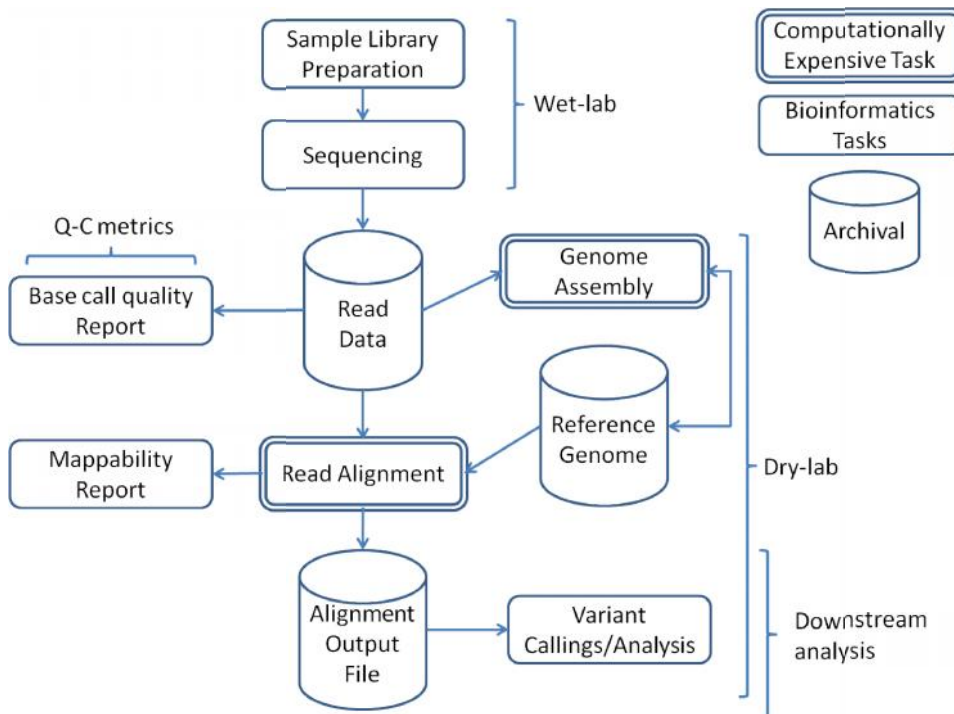 Sample Library
Preparation
Wet-lab
Sequencing
Computationally
Expensive Task
Bioinformatics
Tasks
Archival
Q-C metrics
Base call quality
Report
Read
Data
Genome
Assembly
Reference
Genome
Mappability
Report
Read Alignment
Dry-lab
Alignment
Output
File
Variant
Callings/Analysis
Downstream
analysis